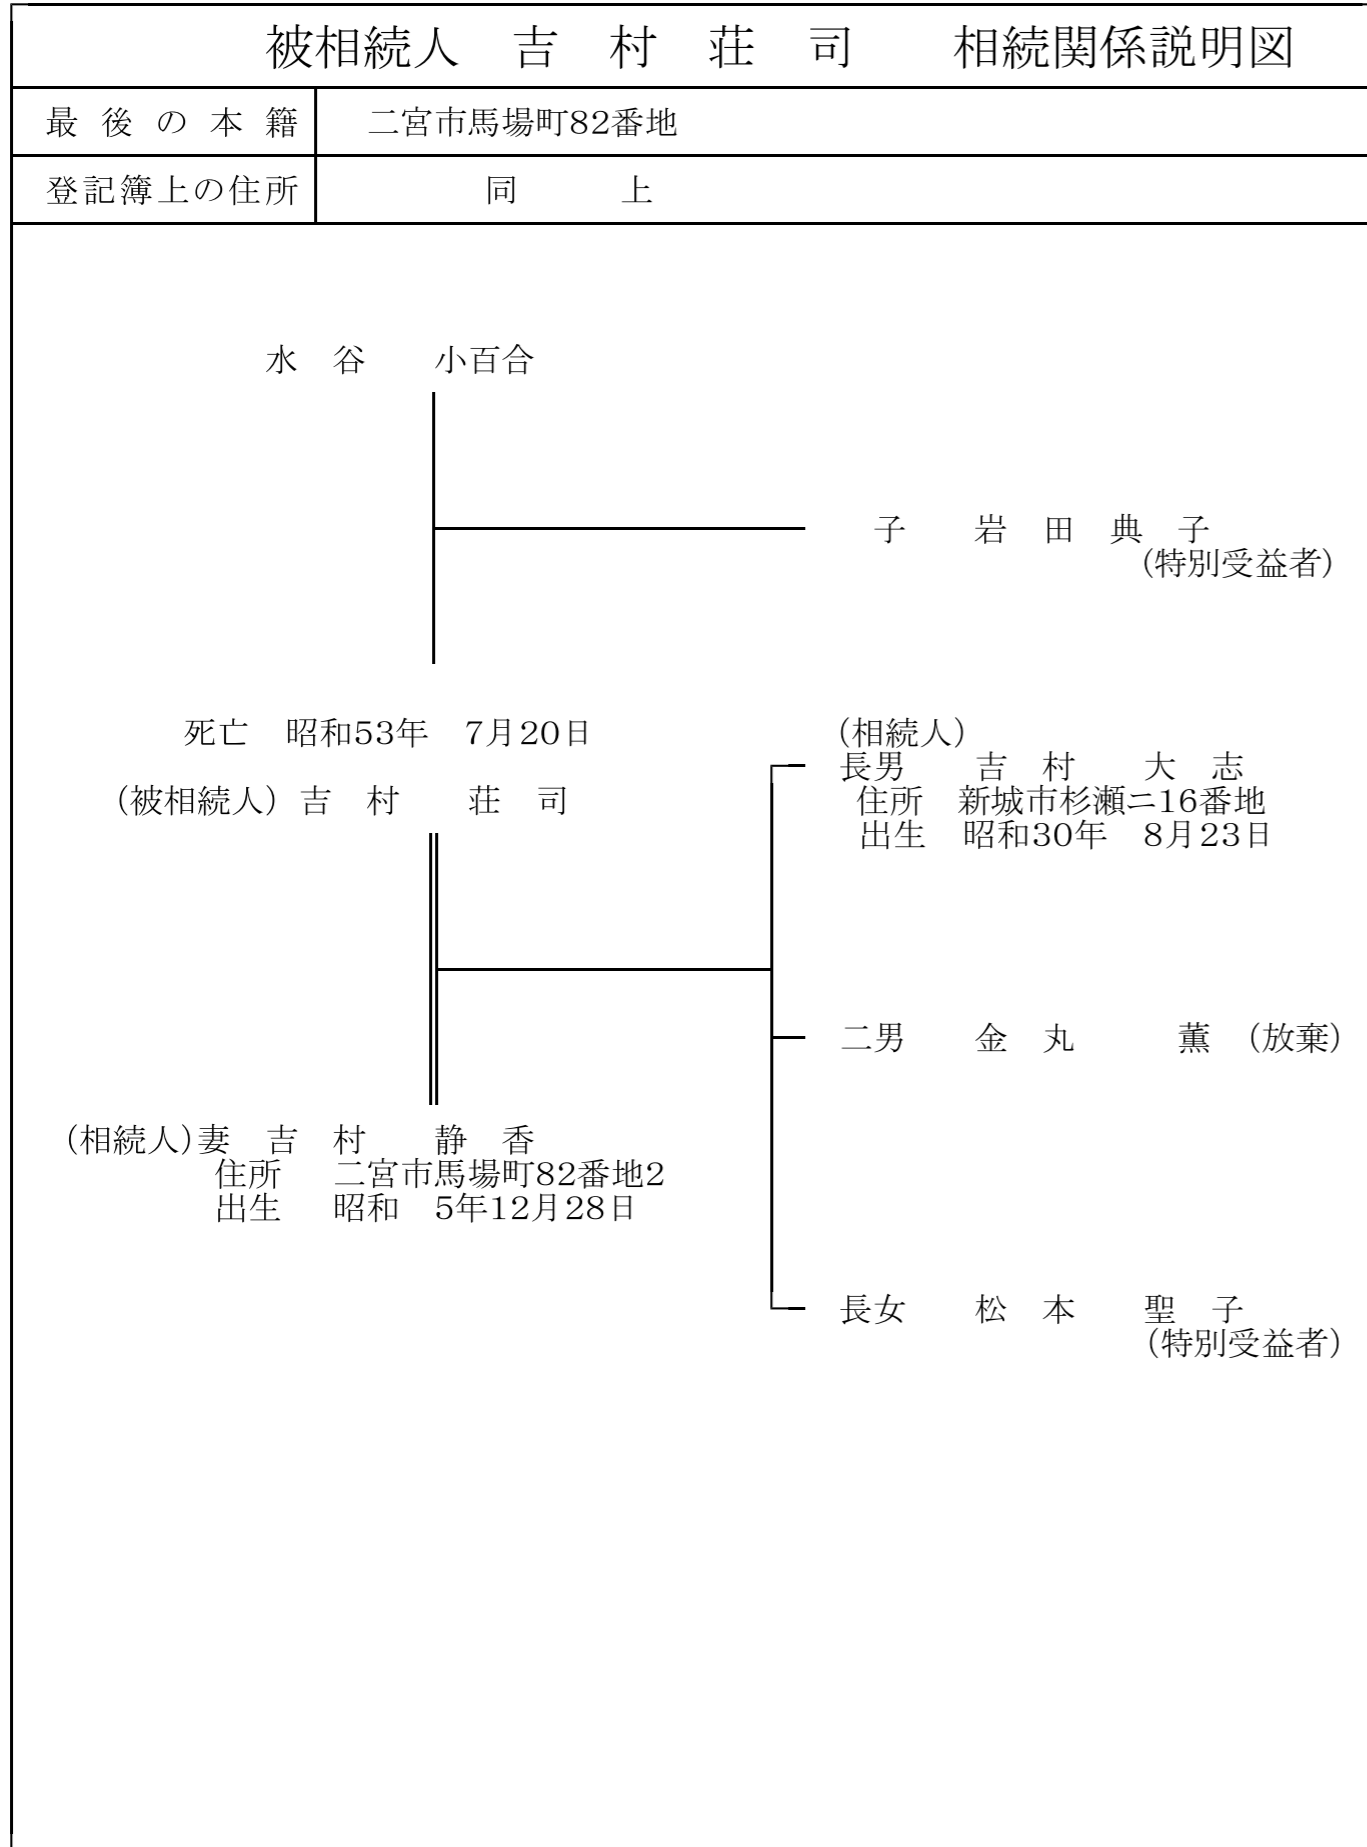 被相続人　吉　村　荘　司　　相続関係説明図
最後の本籍　二宮市馬場町82番地
登記簿上の住所　同　　　上
水　谷　　小百合
子　　岩　田　典　子
(特別受益者)
死亡　昭和53年　7月20日
(被相続人) 吉　村　　荘　司
(相続人)
長男　　吉　村　　大　志
住所　新城市杉瀬ニ16番地
出生　昭和30年　8月23日
二男　　金　丸　　　薫　(放棄)
(相続人)妻　吉　村　　静　香
住所　二宮市馬場町82番地2
出生　昭和　5年12月28日
長女　　松　本　　聖　子
(特別受益者)